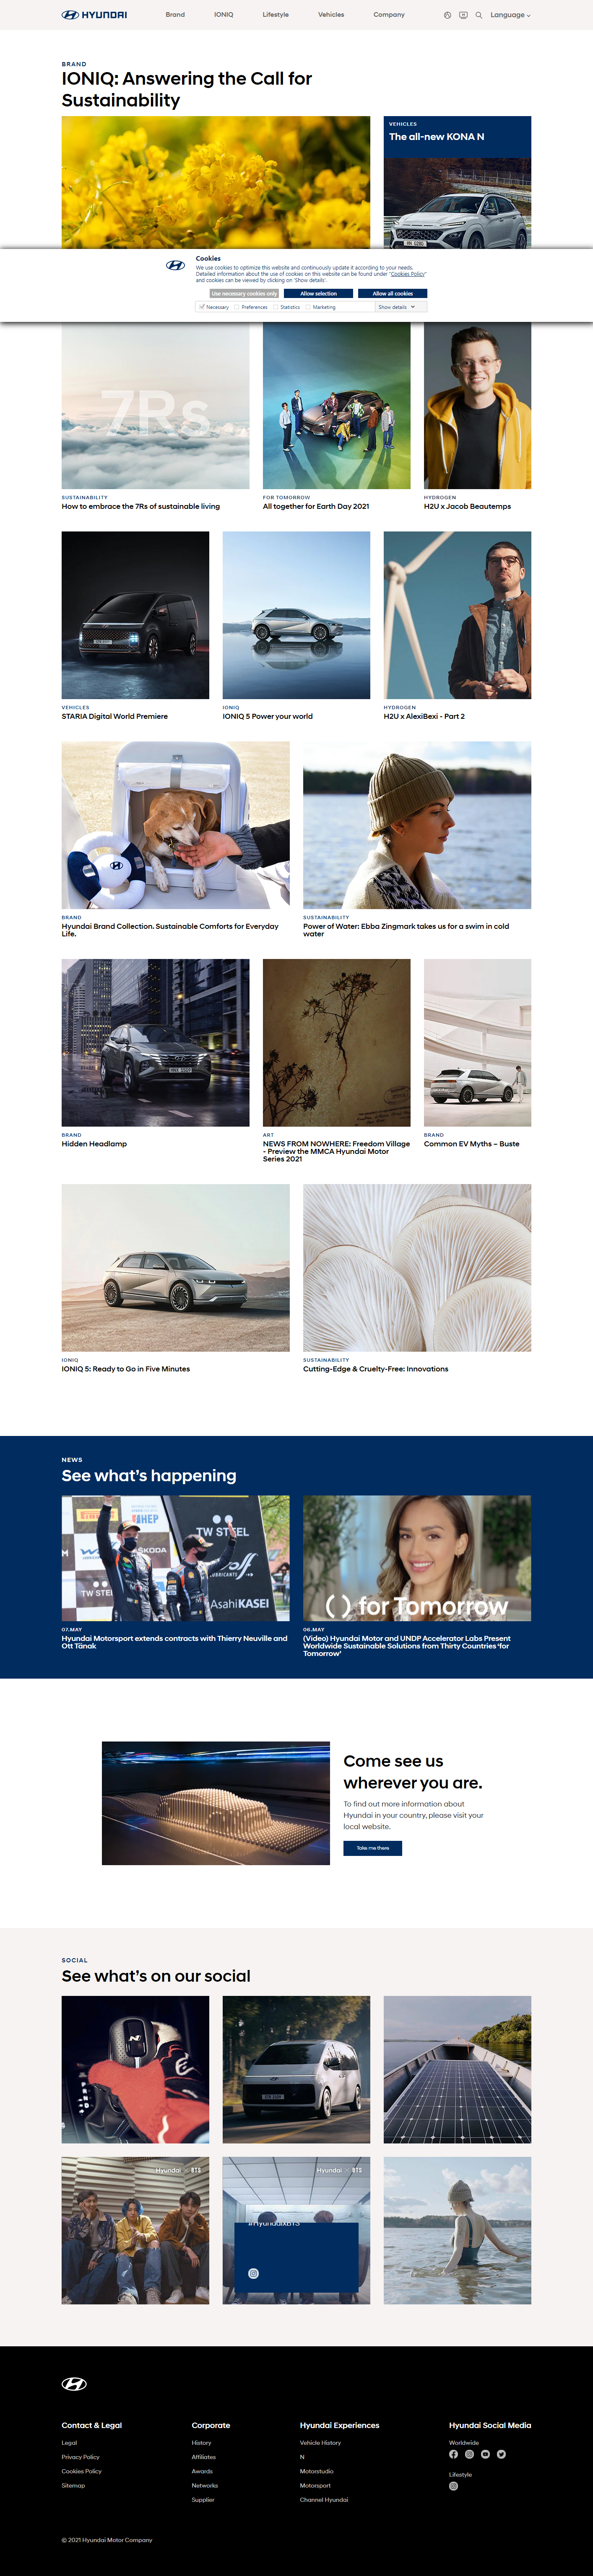 HYUNDAI
Brand
IONIQ
Lifestyle
Vehicles
Company
Language
BRAND
IONIQ: Answering the Call for
Sustainability
VEHICLES
The all-new KONA N
Cookies
We use cookies to optimize this website and continuously update it according to your needs.
Detailed information about the use of cookies on this website can be found under "Cookies Policy"
and cookies can be viewed by clicking on 'Show details'.
Use necessary cookies only
Allow selection
Allow all cookies
Necessary
Preferences
Statistics
Marketing
Show details
7Rs
SUSTAINABILITY
How to embrace the 7Rs of sustainable living
FOR TOMORROW
All together for Earth Day 2021
HYDROGEN
H2U x Jacob Beautemps
VEHICLES
STARIA Digital World Premiere
IONIQ
IONIQ 5 Power your world
HYDROGEN
H2U x AlexiBexi - Part 2
BRAND
Hyundai Brand Collection. Sustainable Comforts for Everyday
Life.
SUSTAINABILITY
Power of Water: Ebba Zingmark takes us for a swim in cold
water
BRAND
Hidden Headlamp
ART
NEWS FROM NOWHERE: Freedom Village
- Preview the MMCA Hyundai Motor
Series 2021
BRAND
Common EV Myths – Buste
IONIQ
IONIQ 5: Ready to Go in Five Minutes
SUSTAINABILITY
Cutting-Edge & Cruelty-Free: Innovations
NEWS
See what's happening
TW STEEL
ŠKODA
AsahiKASEI
( ) for Tomorrow
07.MAY
Hyundai Motorsport extends contracts with Thierry Neuville and
Ott Tänak
06.MAY
(Video) Hyundai Motor and UNDP Accelerator Labs Present
Worldwide Sustainable Solutions from Thirty Countries 'for
Tomorrow'
Come see us
wherever you are.
To find out more information about
Hyundai in your country, please visit your
local website.
Take me there
SOCIAL
See what's on our social
N
Hyundai × BTS
Hyundai × BTS
#HyundaixBTS
Contact & Legal
Legal
Privacy Policy
Cookies Policy
Sitemap
Corporate
History
Affiliates
Awards
Networks
Supplier
Hyundai Experiences
Vehicle History
N
Motorstudio
Motorsport
Channel Hyundai
Hyundai Social Media
Worldwide
Lifestyle
© 2021 Hyundai Motor Company